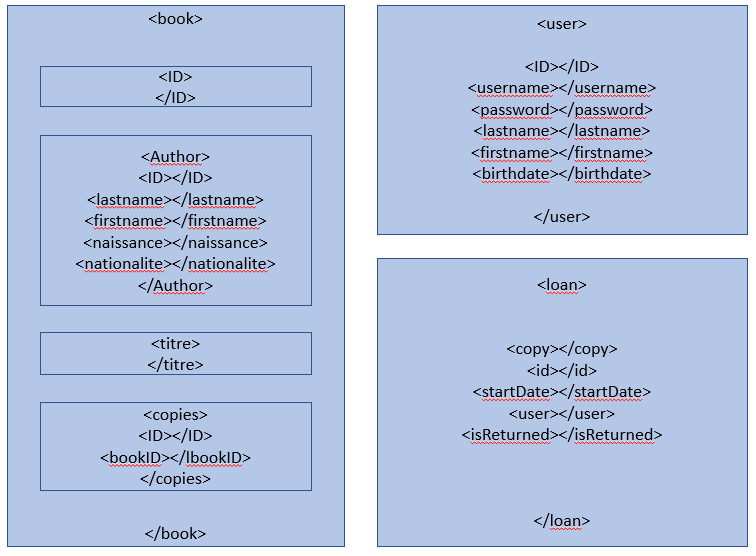 <book>
<ID>
</ID>
<Author>
<ID></ID>
<lastname></lastname>
<firstname></firstname>
<naissance></naissance>
<nationalite></nationalite>
</Author>
<titre>
</titre>
<copies>
<ID></ID>
<bookID></lbookID>
</copies>
</book>
<user>
<ID></ID>
<username></username>
<password></password>
<lastname></lastname>
<firstname></firstname>
<birthdate></birthdate>
</user>
<loan>
<copy></copy>
<id></id>
<startDate></startDate>
<user></user>
<isReturned></isReturned>
</loan>